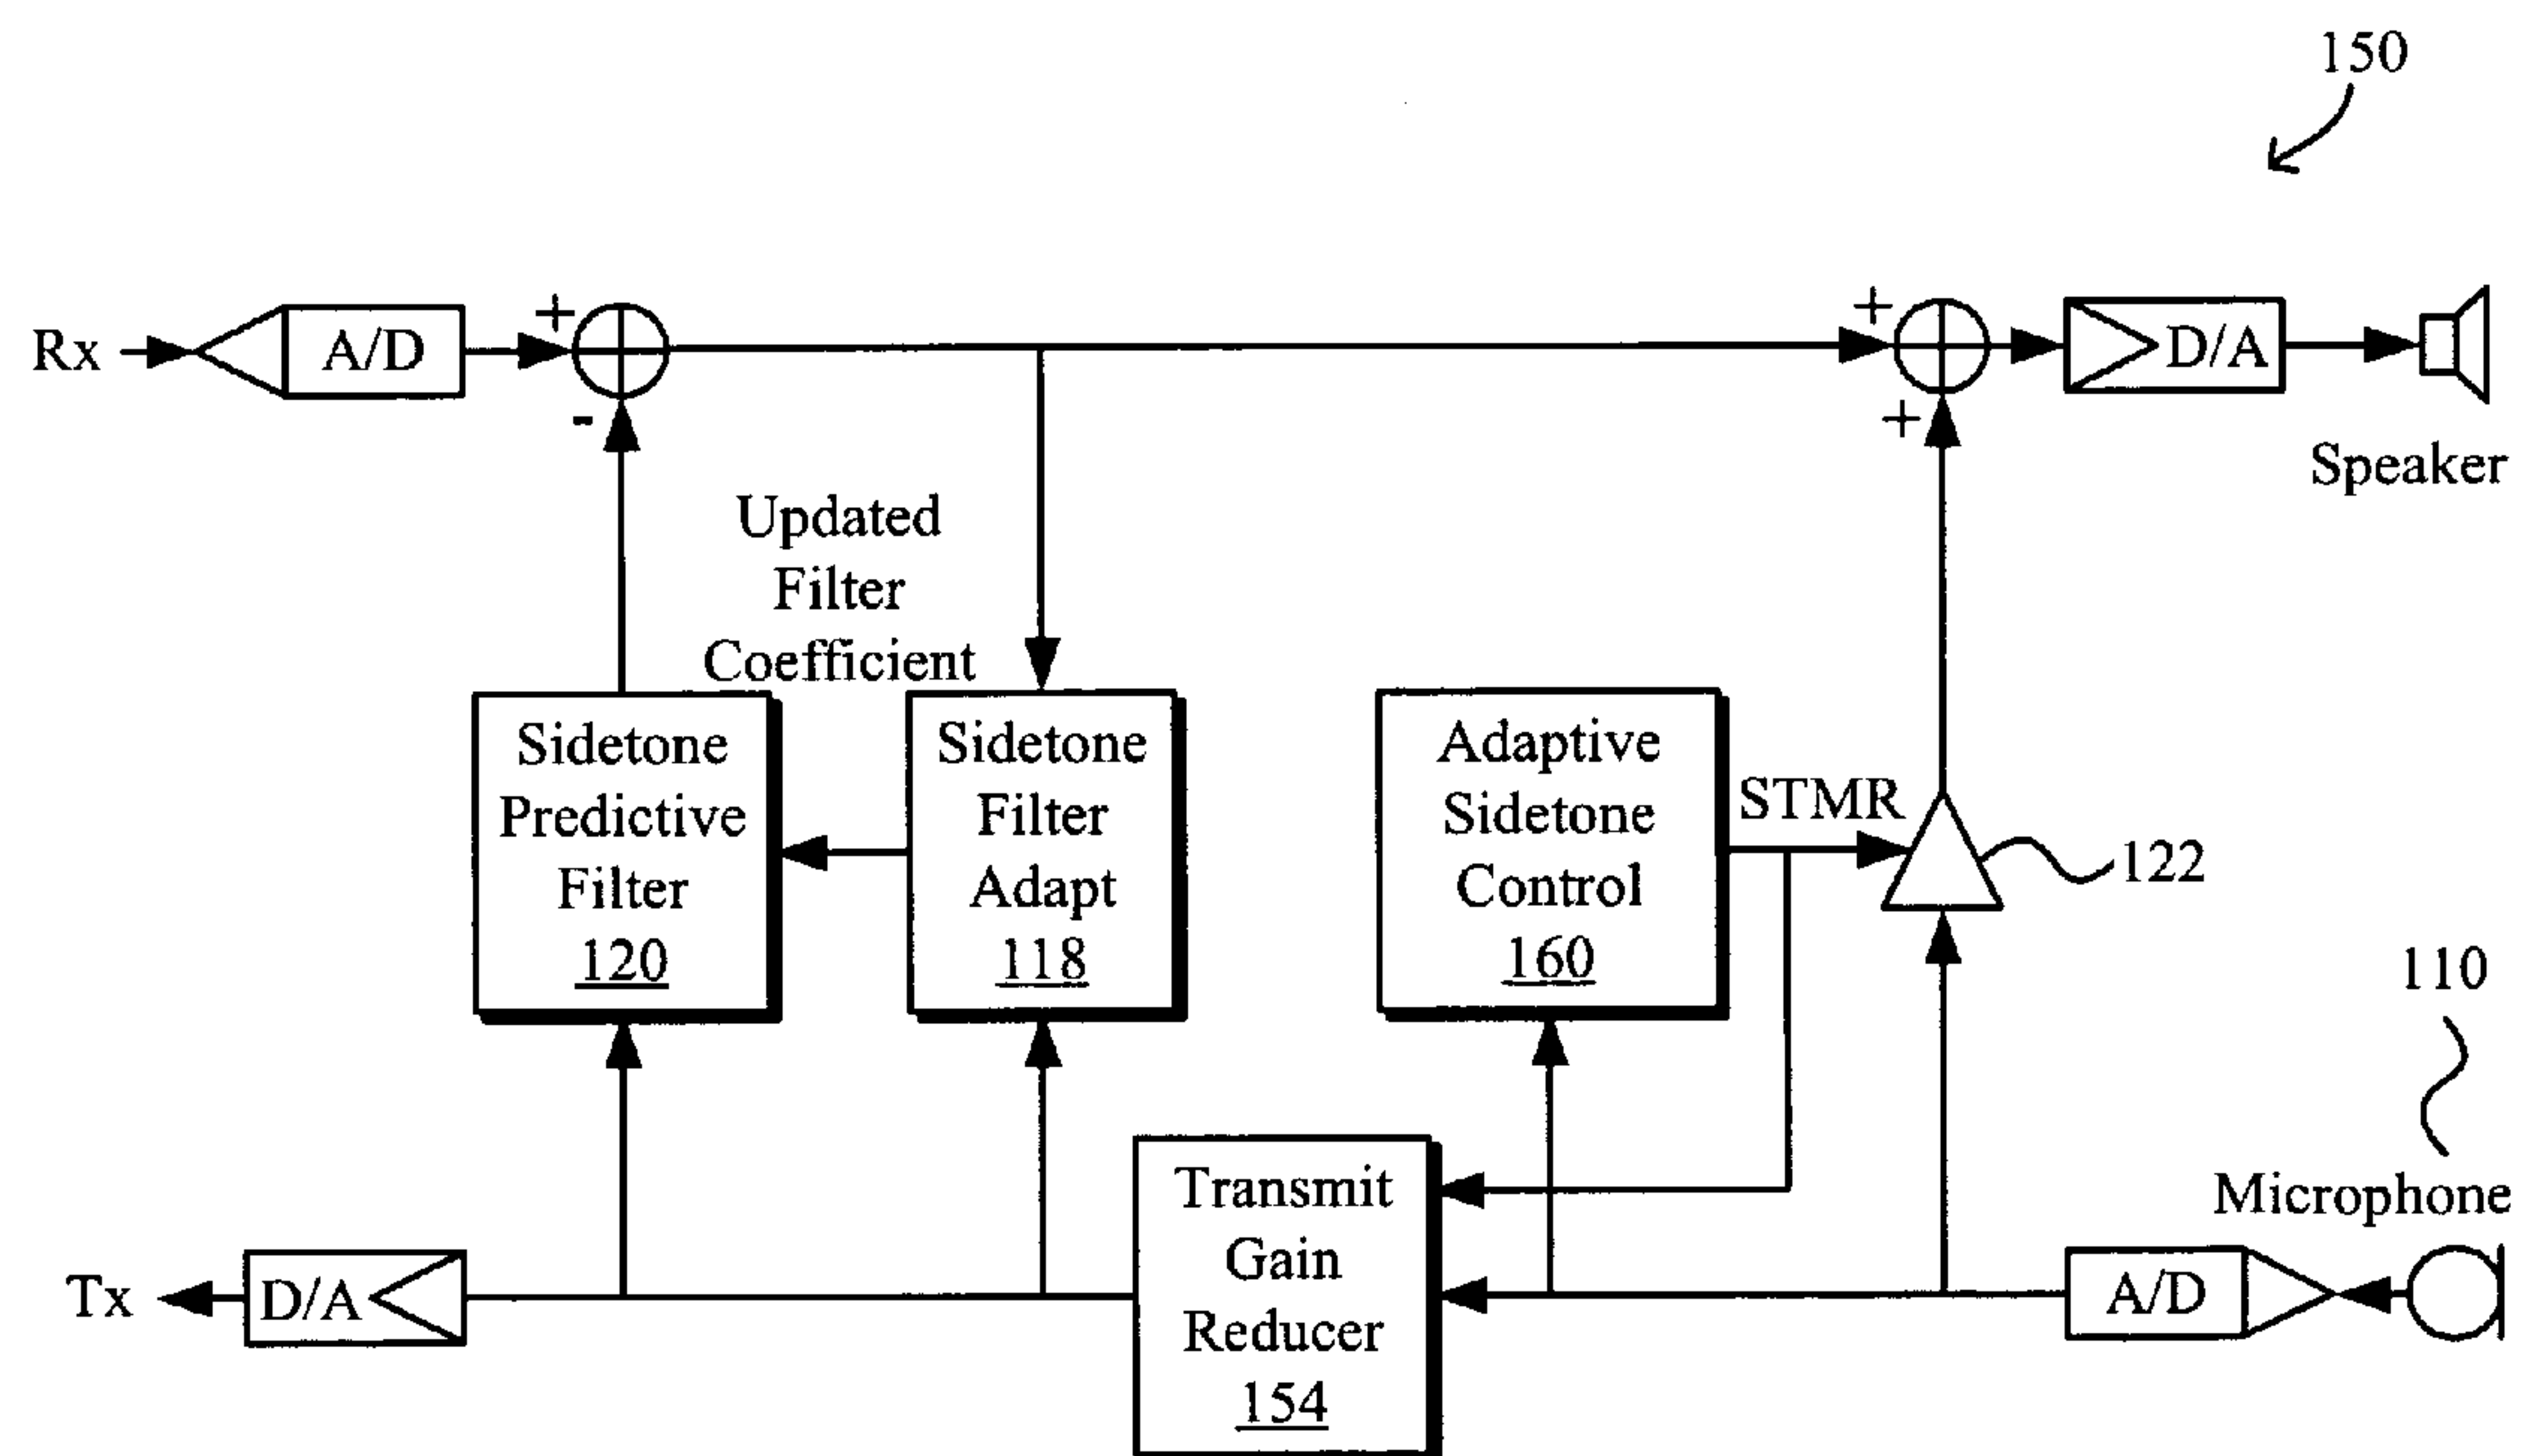 150
Rx
A/D
+
-
+
+
D/A
Speaker
Updated
Filter
Coefficient
Sidetone
Predictive
Filter
120
Sidetone
Filter
Adapt
118
Adaptive
Sidetone
Control
160
STMR
122
110
Microphone
Transmit
Gain
Reducer
154
Tx
D/A
A/D